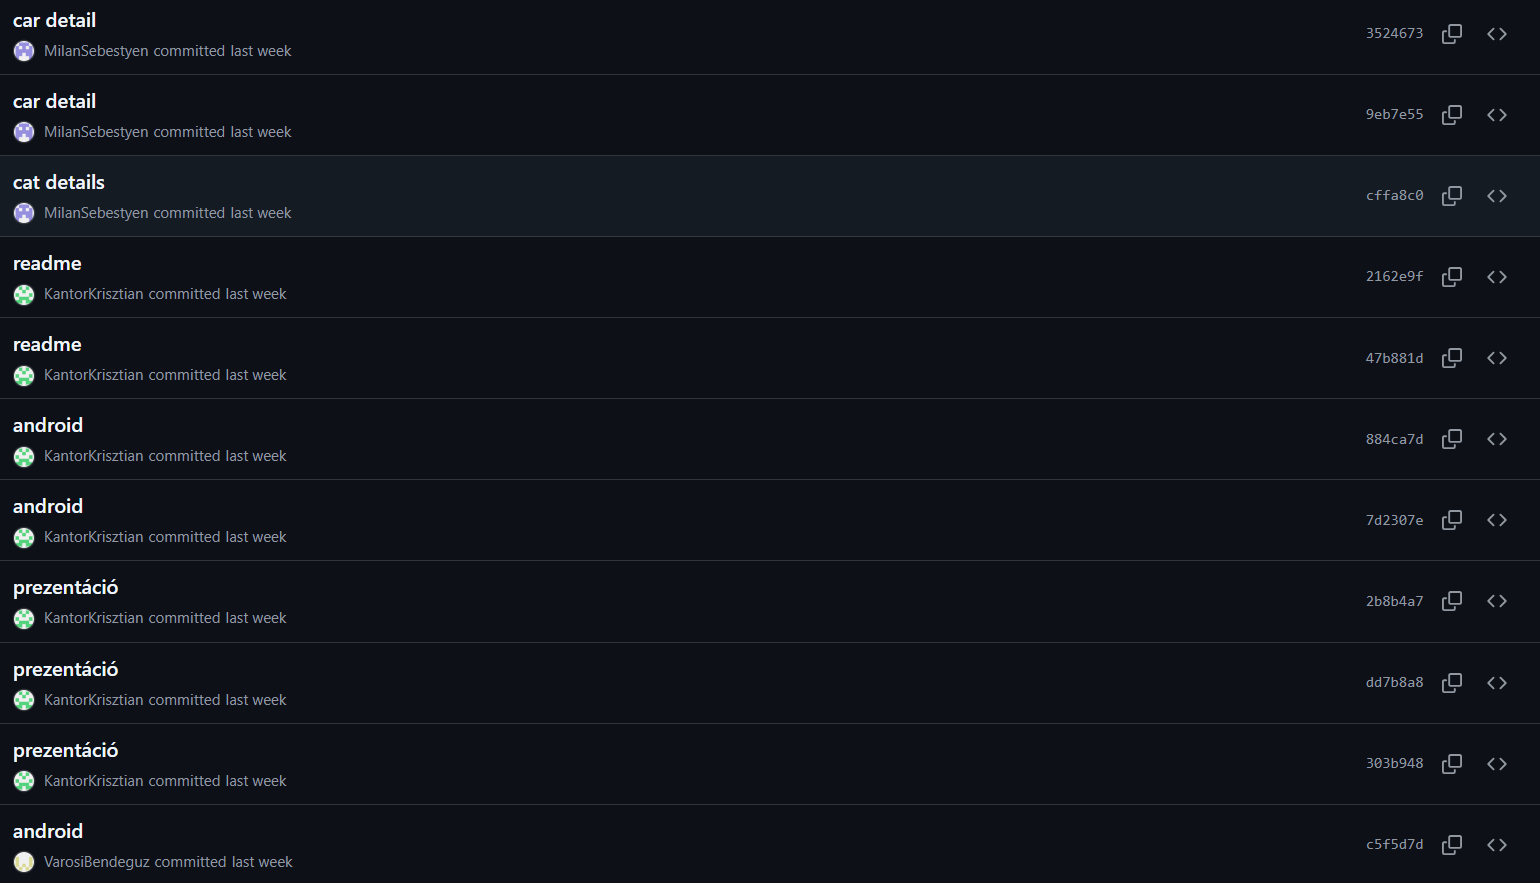 car detail
MilanSebestyen committed last week
3524673
car detail
MilanSebestyen committed last week
9eb7e55
cat details
MilanSebestyen committed last week
cffa8c0
readme
KantorKrisztian committed last week
2162e9f
readme
KantorKrisztian committed last week
47b881d
android
KantorKrisztian committed last week
884ca7d
android
KantorKrisztian committed last week
7d2307e
prezentáció
KantorKrisztian committed last week
2b8b4a7
prezentáció
KantorKrisztian committed last week
dd7b8a8
prezentáció
KantorKrisztian committed last week
303b948
android
VarosiBendeguz committed last week
c5f5d7d